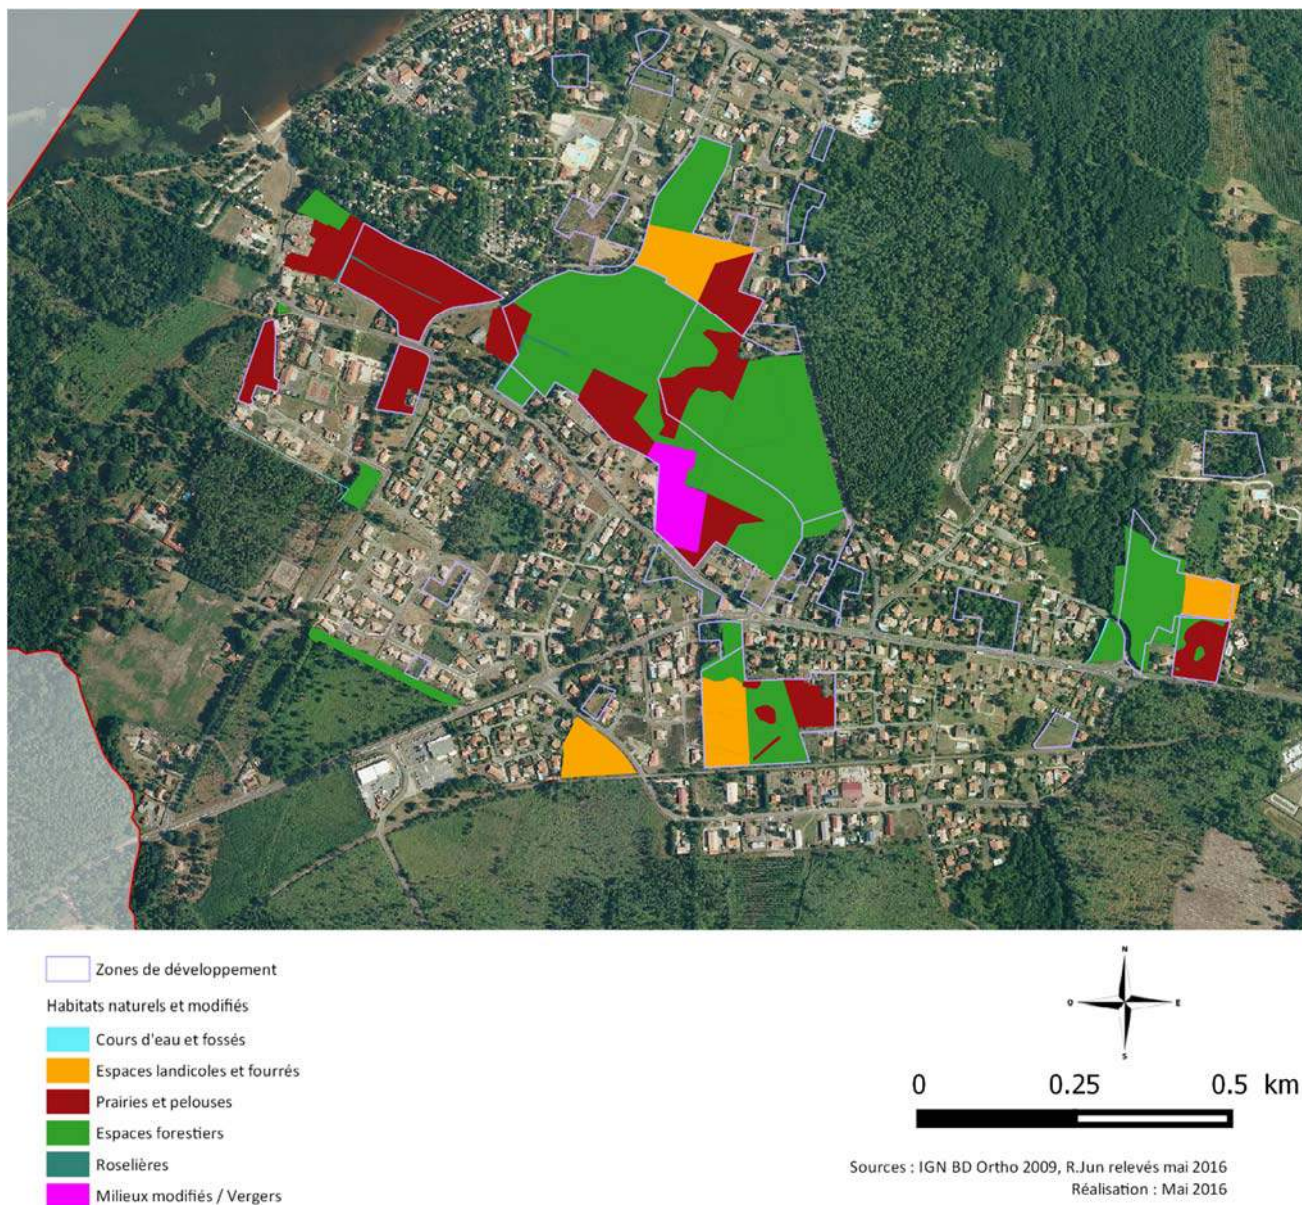 Zones de développement
Habitats naturels et modifiés
Cours d'eau et fossés
Espaces landicoles et fourrés
Prairies et pelouses
Espaces forestiers
Roselières
Milieux modifiés / Vergers
N
O
E
S
0 0.25 0.5 km
Sources : IGN BD Ortho 2009, R.Jun relevés mai 2016
Réalisation : Mai 2016